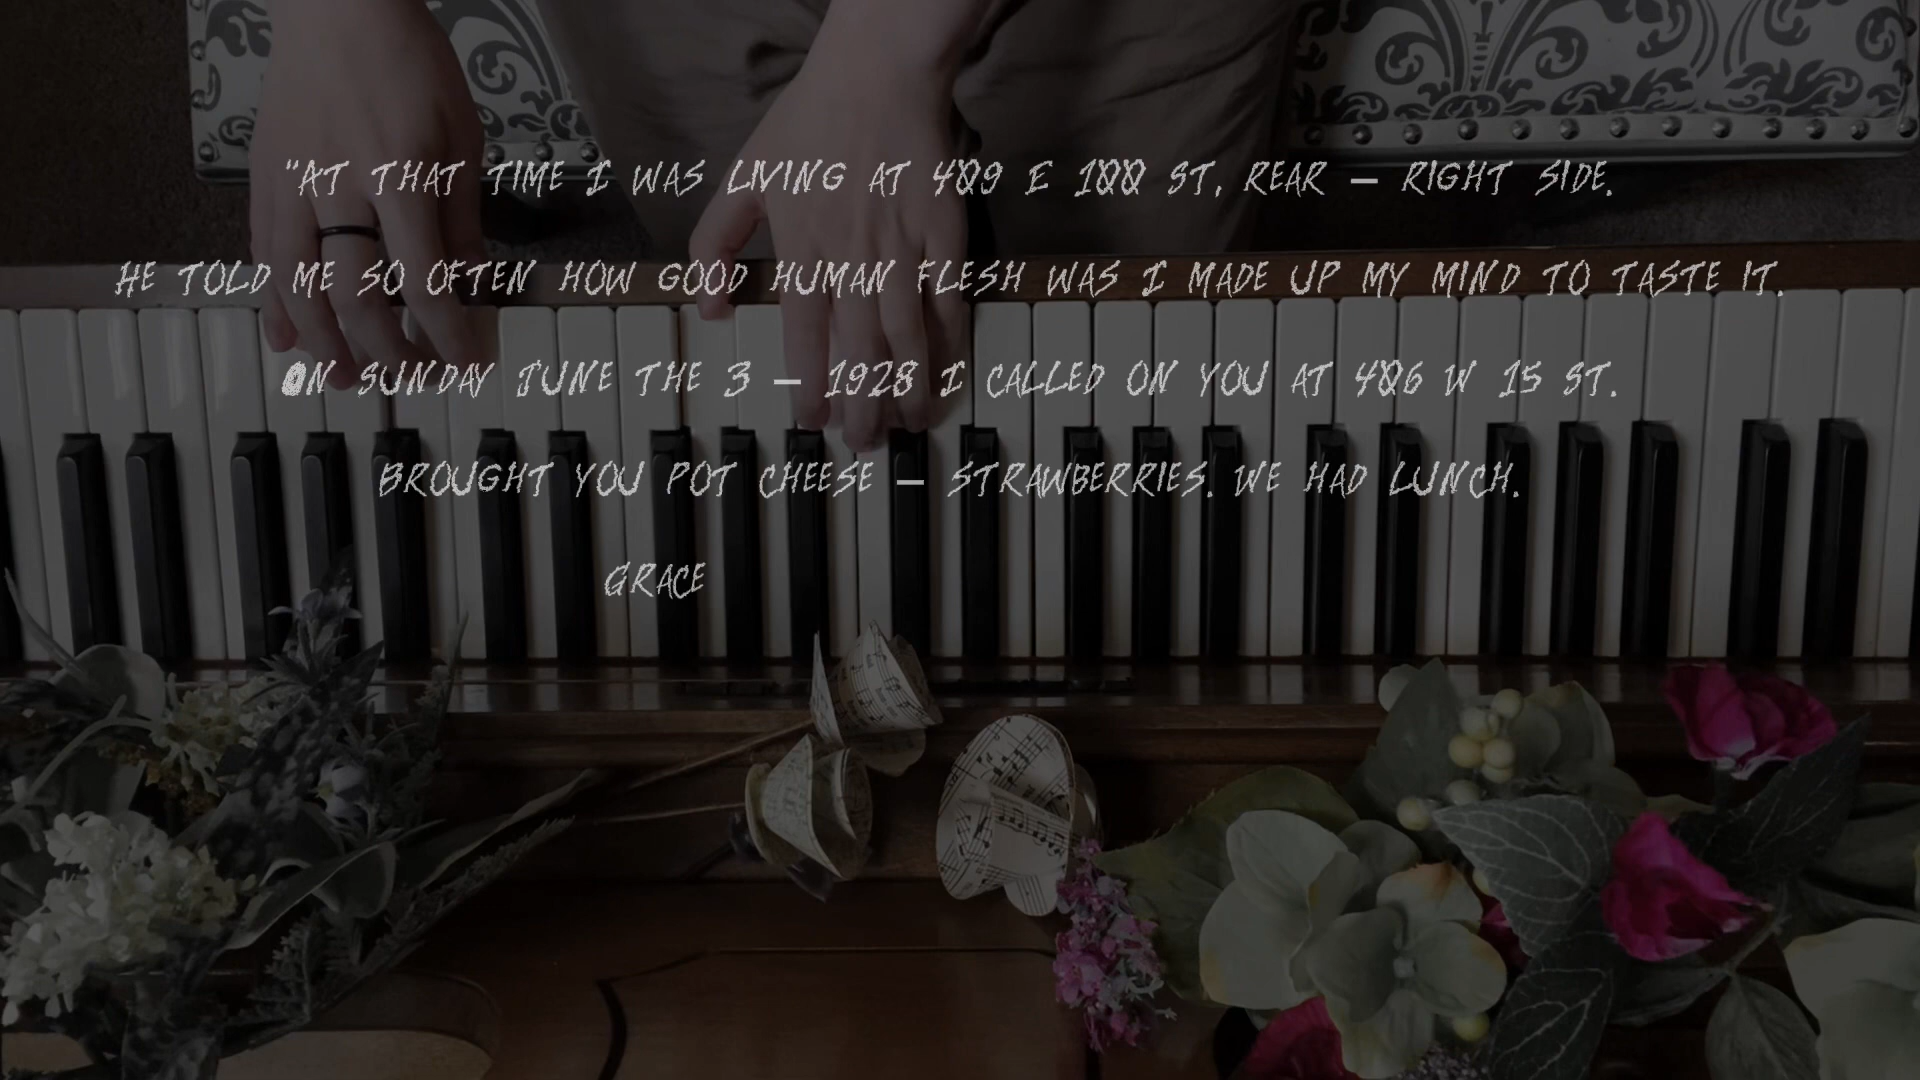 "AT THAT TIME I WAS LIVING AT 409 E 100 ST, REAR — RIGHT SIDE.
HE TOLD ME SO OFTEN HOW GOOD HUMAN FLESH WAS I MADE UP MY MIND TO TASTE IT.
ON SUNDAY JUNE THE 3 — 1928 I CALLED ON YOU AT 406 W 15 ST.
BROUGHT YOU POT CHEESE — STRAWBERRIES. WE HAD LUNCH.
GRACE